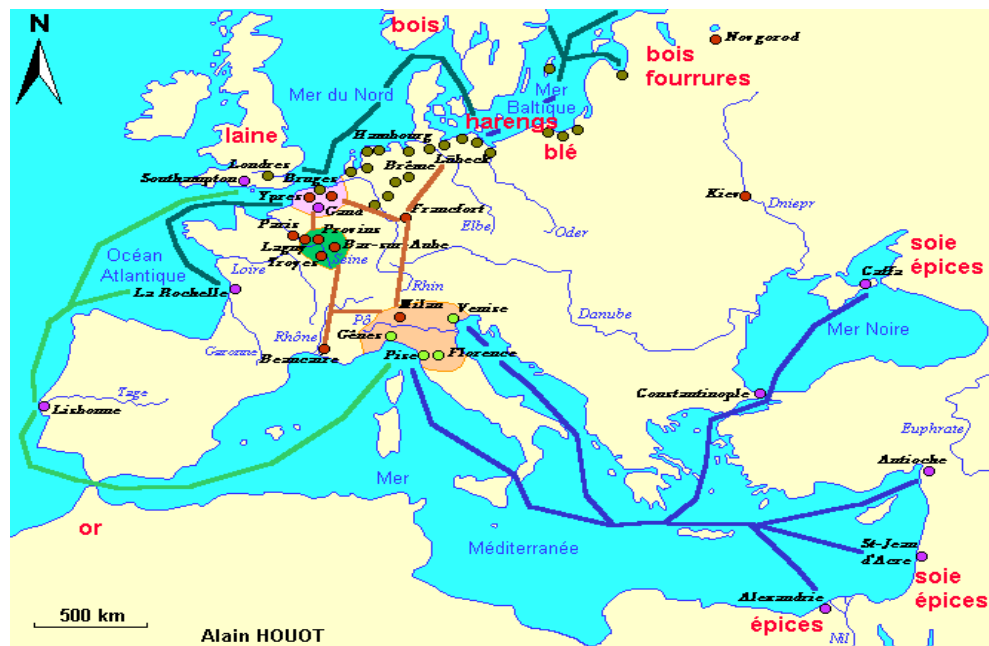 N
bois
Novgorod
bois
fourrures
Mer du Nord
Mer
Baltique
harengs
laine
Hambourg
blé
Londres
Brême
Lübeck
Southampton
Bruges
Ypres
Gand
Francfort
Kiev
Dniepr
Elbe
Oder
Paris
Provins
Lagny
Bar-sur-Aube
Troyes
Seine
Océan
Atlantique
Loire
soie
épices
Caffa
La Rochelle
Rhin
Milan
Venise
Danube
Pô
Mer Noire
Gênes
Rhône
Garonne
Beaucaire
Pise
Florence
Tage
Lisbonne
Constantinople
Euphrate
Antioche
Mer
or
Méditerranée
St-Jean
d'Acre
soie
épices
Alexandrie
épices
500 km
Alain HOUOT
Nil